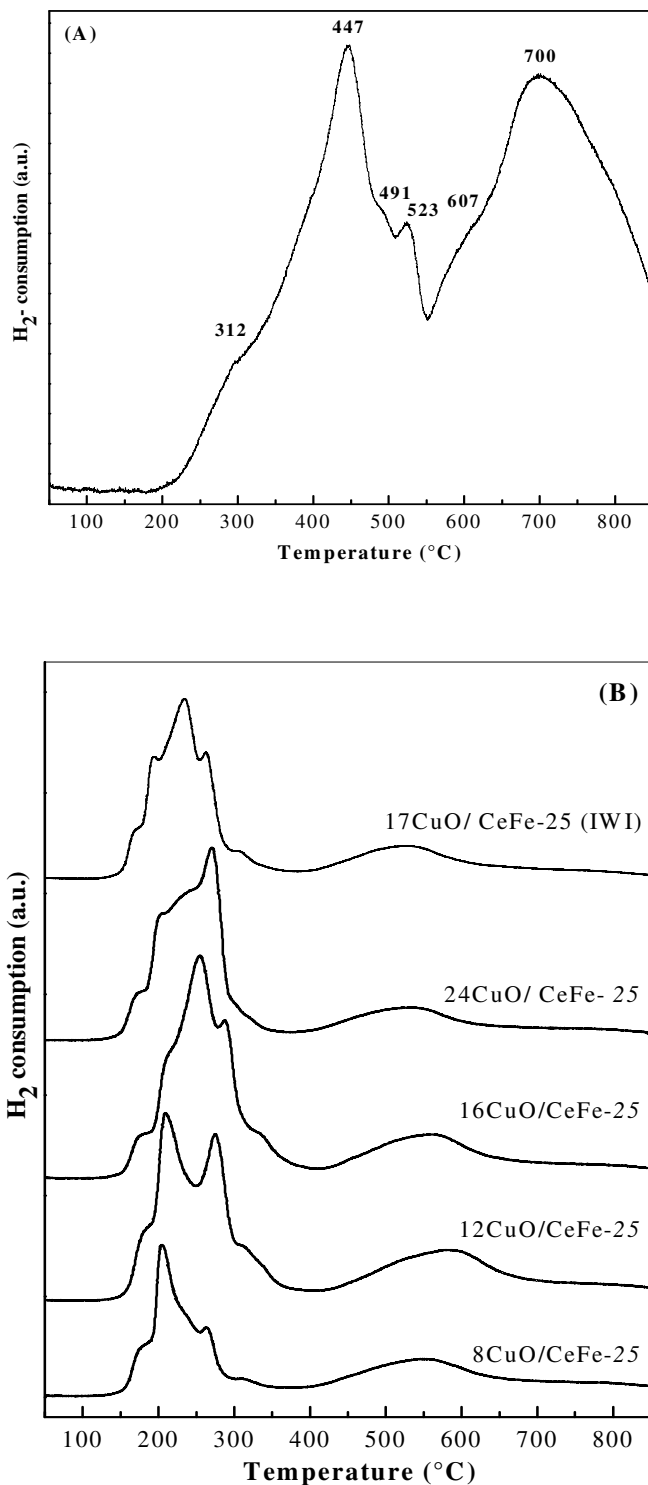 (A)
447
700
491
523
607
312
H2- consumption (a.u.)
100 200 300 400 500 600 700 800
Temperature (°C)
(B)
17CuO/ CeFe-25 (IWI)
24CuO/ CeFe- 25
16CuO/CeFe-25
12CuO/CeFe-25
8CuO/CeFe-25
H2 consumption (a.u.)
100 200 300 400 500 600 700 800
Temperature (°C)